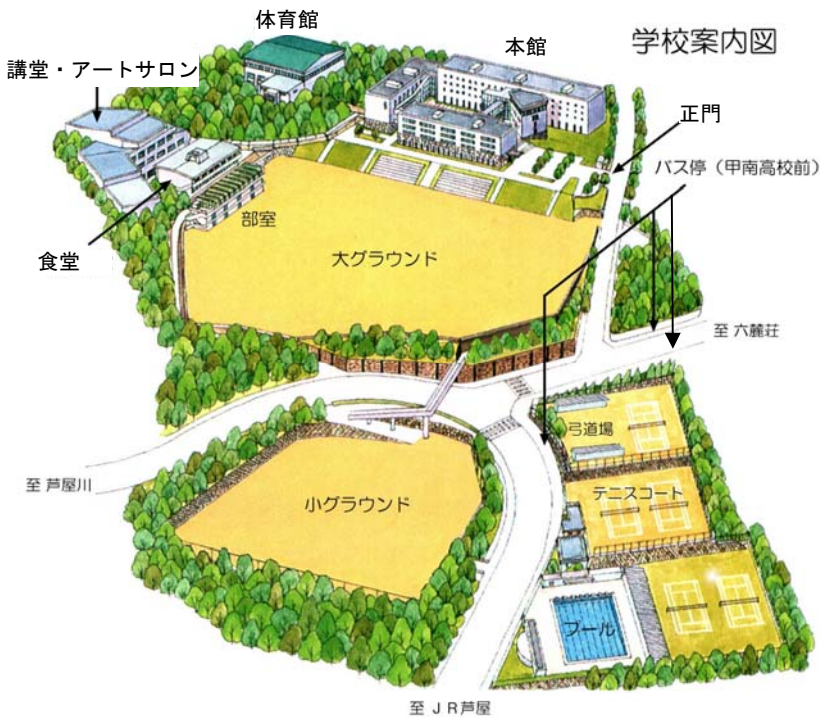 体育館
本館
学校案内図
講堂・アートサロン
正門
バス停（甲南高校前）
部室
食堂
大グラウンド
至 六麓荘
弓道場
至 芦屋川
テニスコート
小グラウンド
プール
至 ＪＲ芦屋